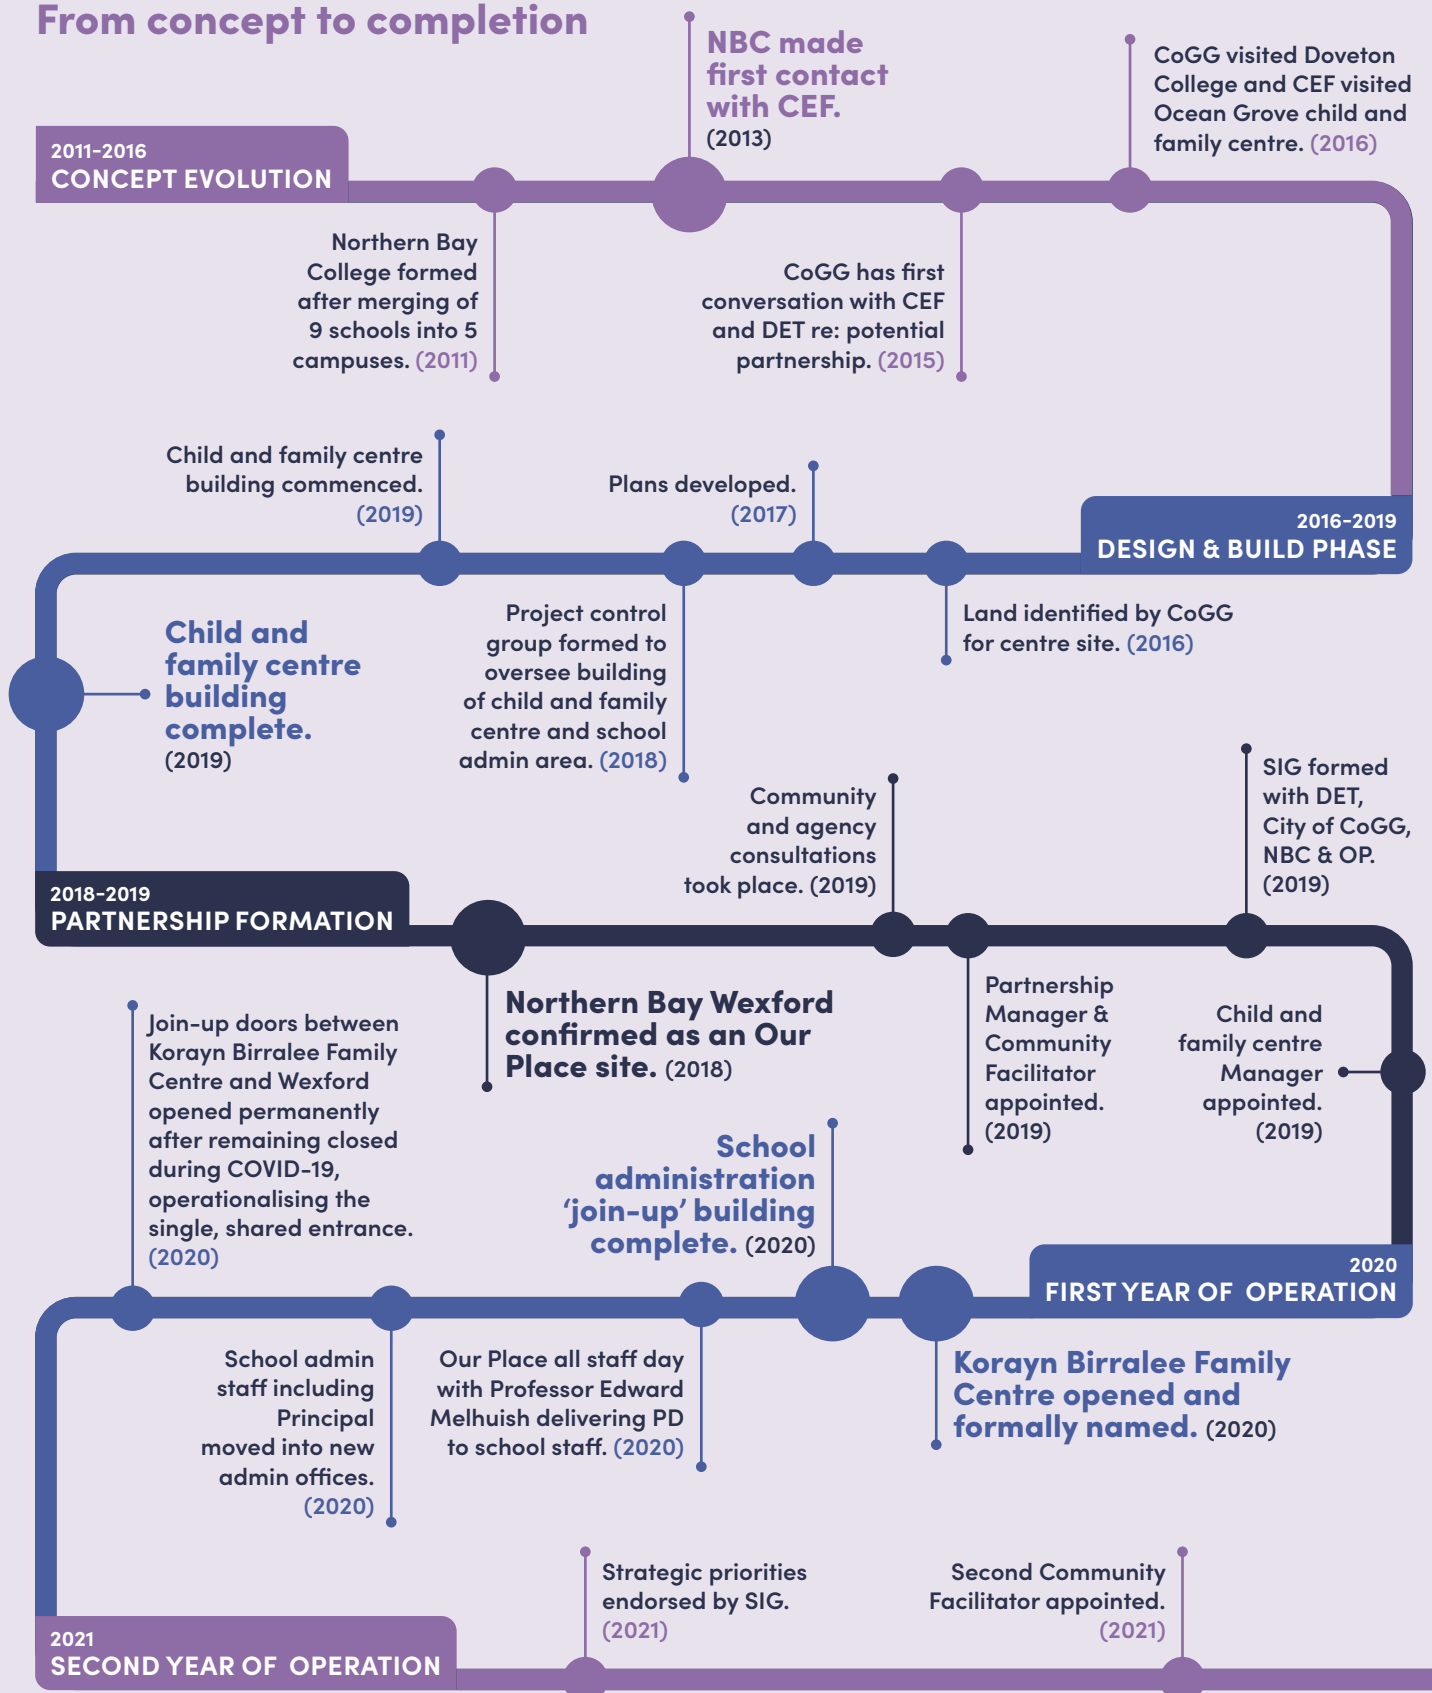 From concept to completion
2011-2016
CONCEPT EVOLUTION
Northern Bay
College formed
after merging of
9 schools into 5
campuses. (2011)
NBC made
first contact
with CEF.
(2013)
CoGG has first
conversation with CEF
and DET re: potential
partnership. (2015)
CoGG visited Doveton
College and CEF visited
Ocean Grove child and
family centre. (2016)
2016-2019
DESIGN & BUILD PHASE
Land identified by CoGG
for centre site. (2016)
Plans developed.
(2017)
Project control
group formed to
oversee building
of child and family
centre and school
admin area. (2018)
Child and family centre
building commenced.
(2019)
Child and
family centre
building
complete.
(2019)
2018-2019
PARTNERSHIP FORMATION
Northern Bay Wexford
confirmed as an Our
Place site. (2018)
Community
and agency
consultations
took place. (2019)
Partnership
Manager &
Community
Facilitator
appointed.
(2019)
SIG formed
with DET,
City of CoGG,
NBC & OP.
(2019)
Child and
family centre
Manager
appointed.
(2019)
2020
FIRST YEAR OF OPERATION
Korayn Birralee Family
Centre opened and
formally named. (2020)
School
administration
‘join-up’ building
complete. (2020)
Our Place all staff day
with Professor Edward
Melhuish delivering PD
to school staff. (2020)
School admin
staff including
Principal
moved into new
admin offices.
(2020)
Join-up doors between
Korayn Birralee Family
Centre and Wexford
opened permanently
after remaining closed
during COVID-19,
operationalising the
single, shared entrance.
(2020)
2021
SECOND YEAR OF OPERATION
Strategic priorities
endorsed by SIG.
(2021)
Second Community
Facilitator appointed.
(2021)